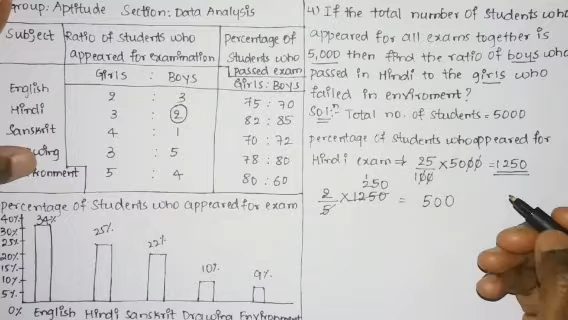 Group: Aptitude Section: Data Analysis
Subject Ratio of Students who appeared for examination Percentage of Students who passed exam
Girls : Boys Girls : Boys
English 2 : 3 75 : 70
Hindi 3 : 2 82 : 85
Sanskrit 4 : 1 70 : 72
3 : 5 78 : 80
5 : 4 80 : 60
Percentage of Students who appeared for exam
40%
30%
25%
20%
15%
10%
5%
0%
34%
25%
22%
10%
9%
English Hindi Sanskrit Drawing Environment
4) If the total number of Students who
appeared for all exams together is
5,000 then find the ratio of boys who
passed in Hindi to the girls who
failed in Enviroment?
Sol:n Total no. of Students = 5000
percentage of Students who appeared for
Hindi exam ⇒ 25/100 × 5000 = 1250
250
2/5 × 1250 = 500